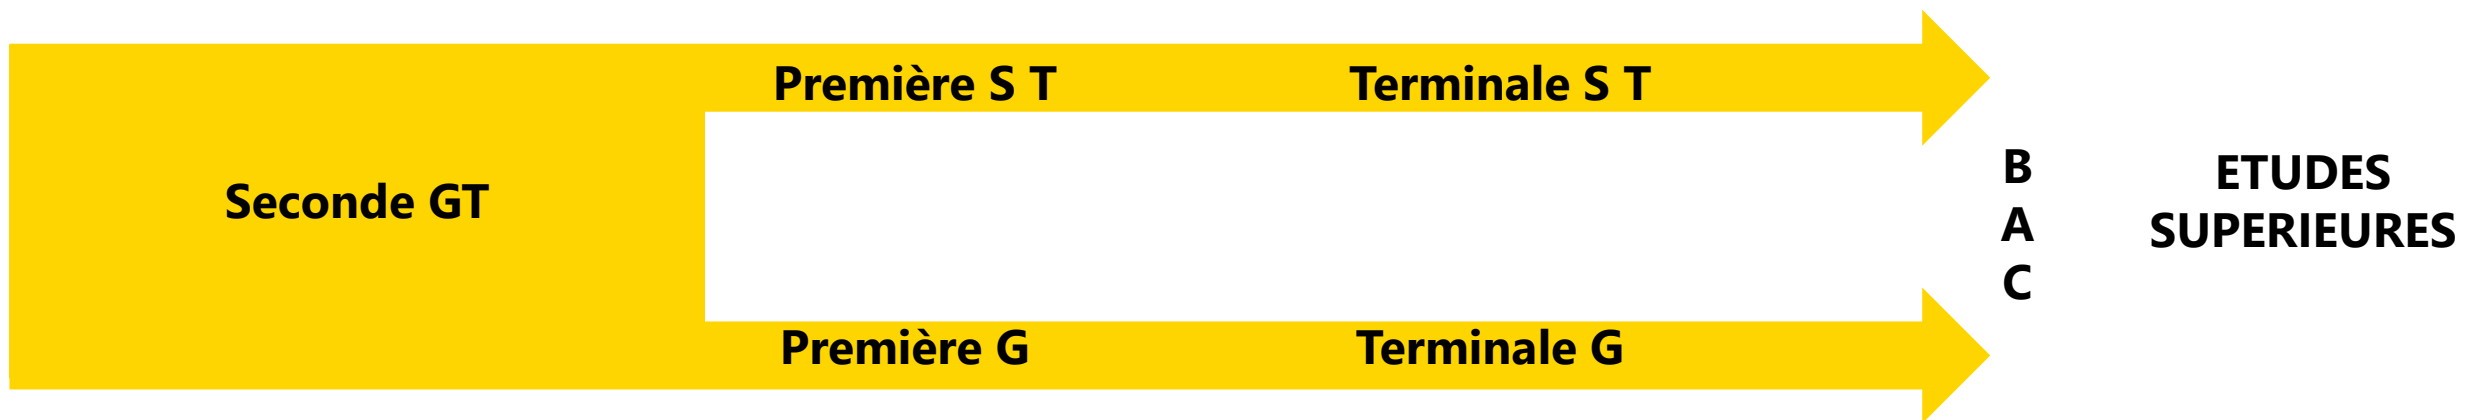 Première S T
Terminale S T
Seconde GT
Première G
Terminale G
B
A
C
ETUDES
SUPERIEURES